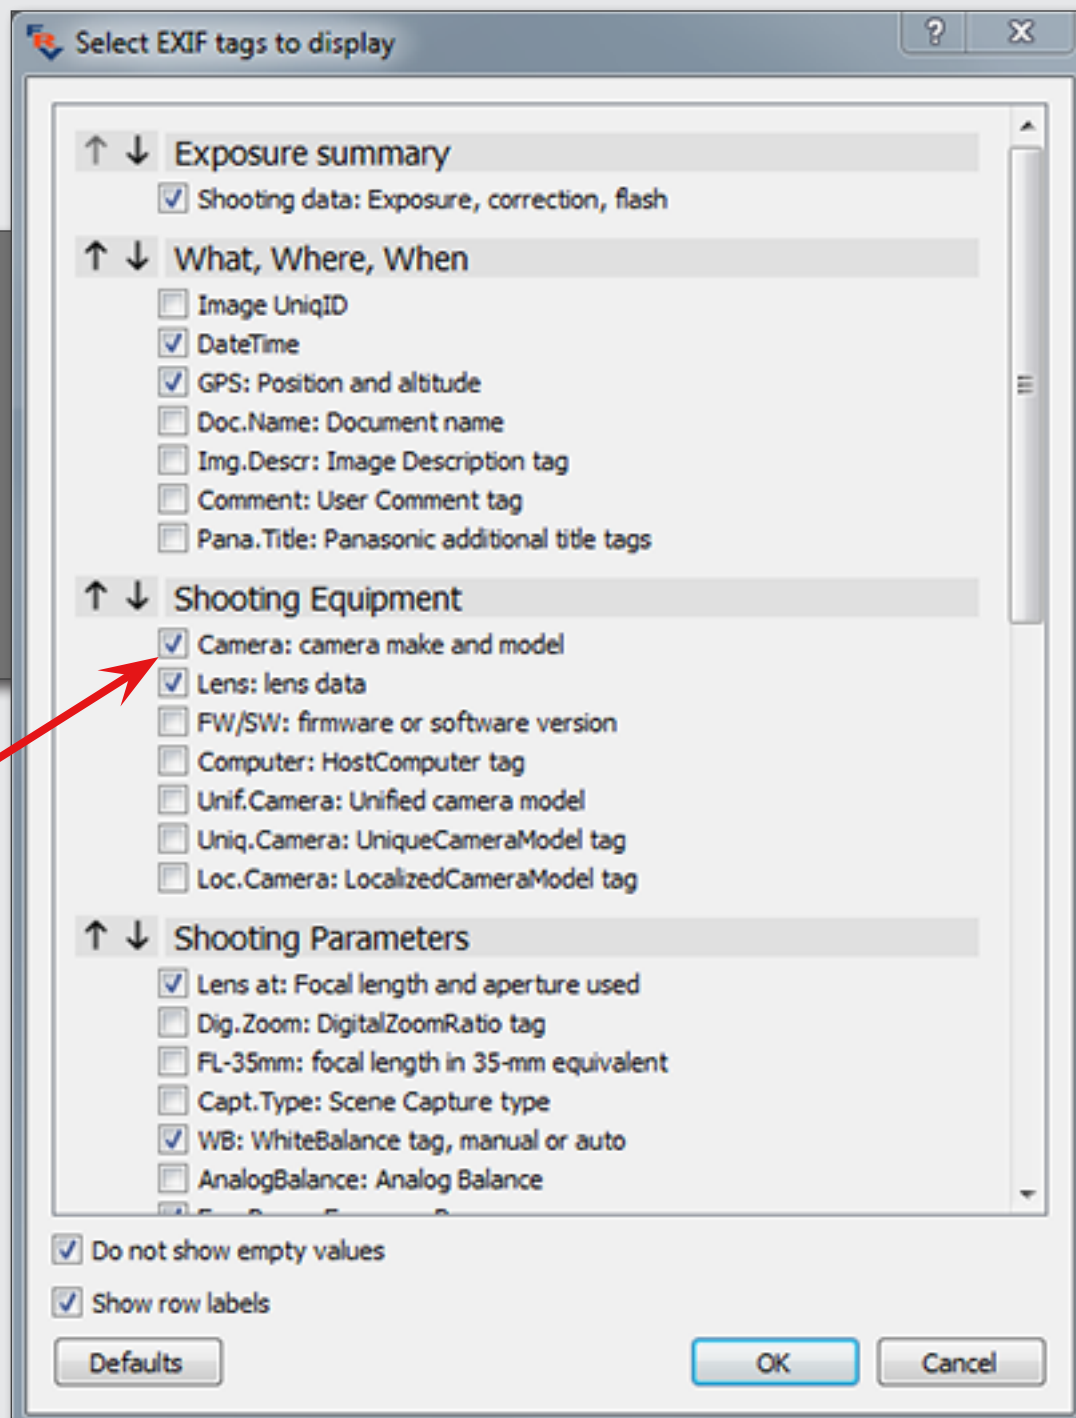 Select EXIF tags to display
Exposure summary
Shooting data: Exposure, correction, flash
What, Where, When
Image UniqID
DateTime
GPS: Position and altitude
Doc.Name: Document name
Img.Descr: Image Description tag
Comment: User Comment tag
Pana.Title: Panasonic additional title tags
Shooting Equipment
Camera: camera make and model
Lens: lens data
FW/SW: firmware or software version
Computer: HostComputer tag
Unif.Camera: Unified camera model
Uniq.Camera: UniqueCameraModel tag
Loc.Camera: LocalizedCameraModel tag
Shooting Parameters
Lens at: Focal length and aperture used
Dig.Zoom: DigitalZoomRatio tag
FL-35mm: focal length in 35-mm equivalent
Capt.Type: Scene Capture type
WB: WhiteBalance tag, manual or auto
AnalogBalance: Analog Balance
Do not show empty values
Show row labels
Defaults
OK
Cancel